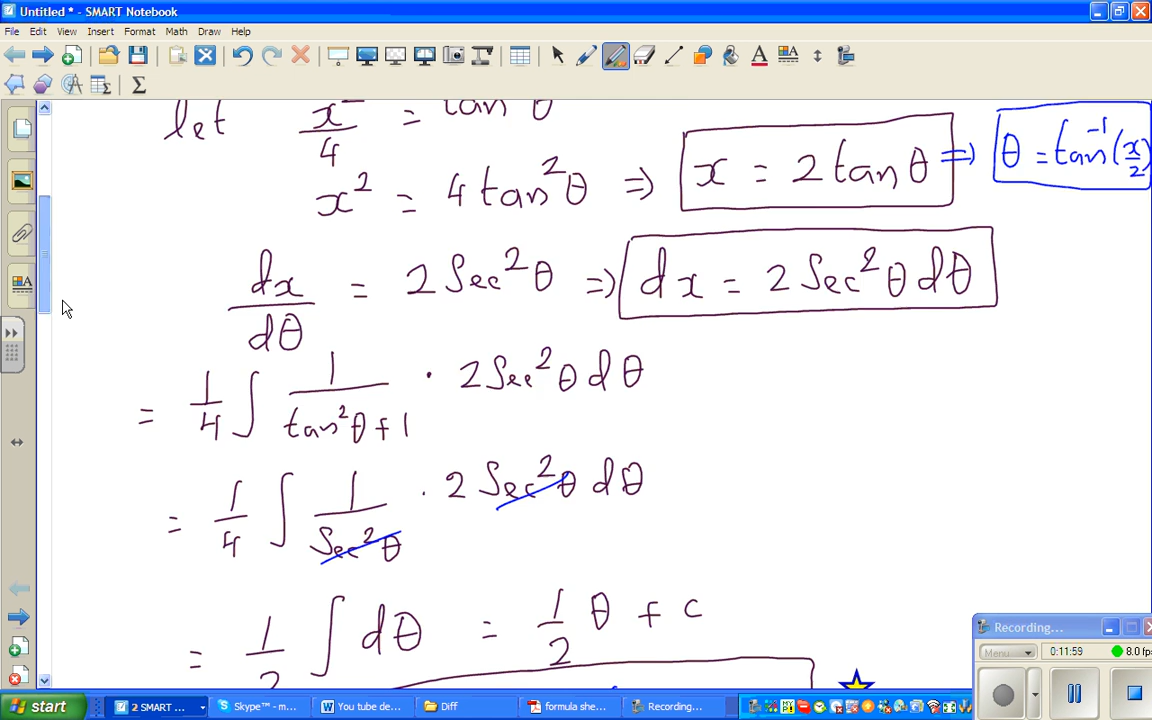 Untitled * - SMART Notebook
File Edit View Insert Format Math Draw Help
let x²/4 = tan θ
x² = 4 tan²θ ⇒ x = 2 tan θ ⇒ θ = tan⁻¹(x/2)
dx/dθ = 2 Sec²θ ⇒ dx = 2 Sec²θ dθ
= 1/4 ∫ 1/(tan²θ + 1) · 2 Sec²θ dθ
= 1/4 ∫ 1/Sec²θ · 2 Sec²θ dθ
= 1/2 ∫ dθ = 1/2 θ + c
Recording...
Menu 0:11:59 8.0 fp
start 2 SMART ... Skype™ - m... You tube de... Diff formula she... Recording...